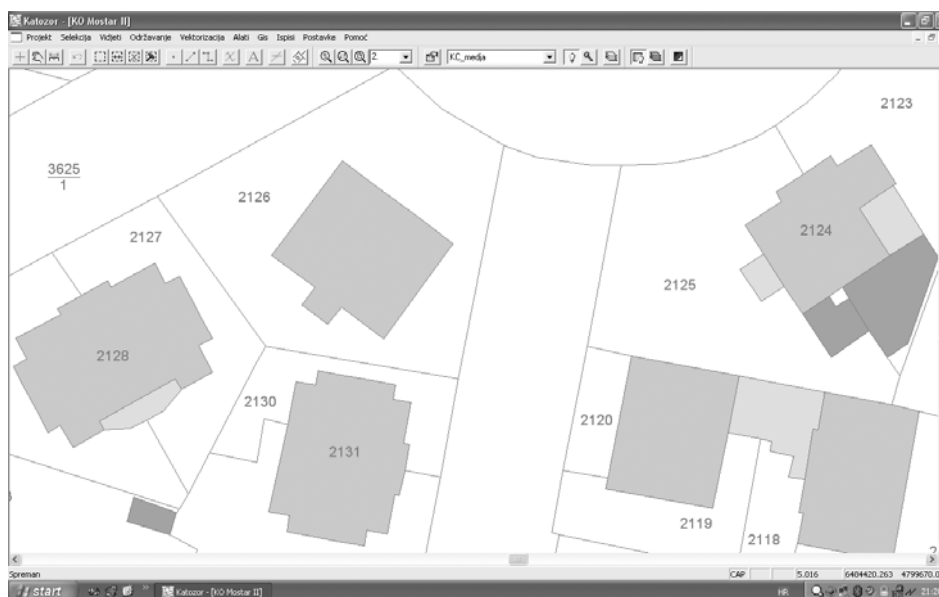 Katozor - [KO Mostar II]
Projekt Selekcija Vidjeti Održavanje Vektorizacija Alati Gis Ispisi Postavke Pomoć
2 KC_medja
2123
3625
1
2126
2124
2127
2125
2128
2130
2120
2131
2119
2118
Spreman CAP 5.016 6404420.263 4799670.0
start Katozor - [KO Mostar II] HR